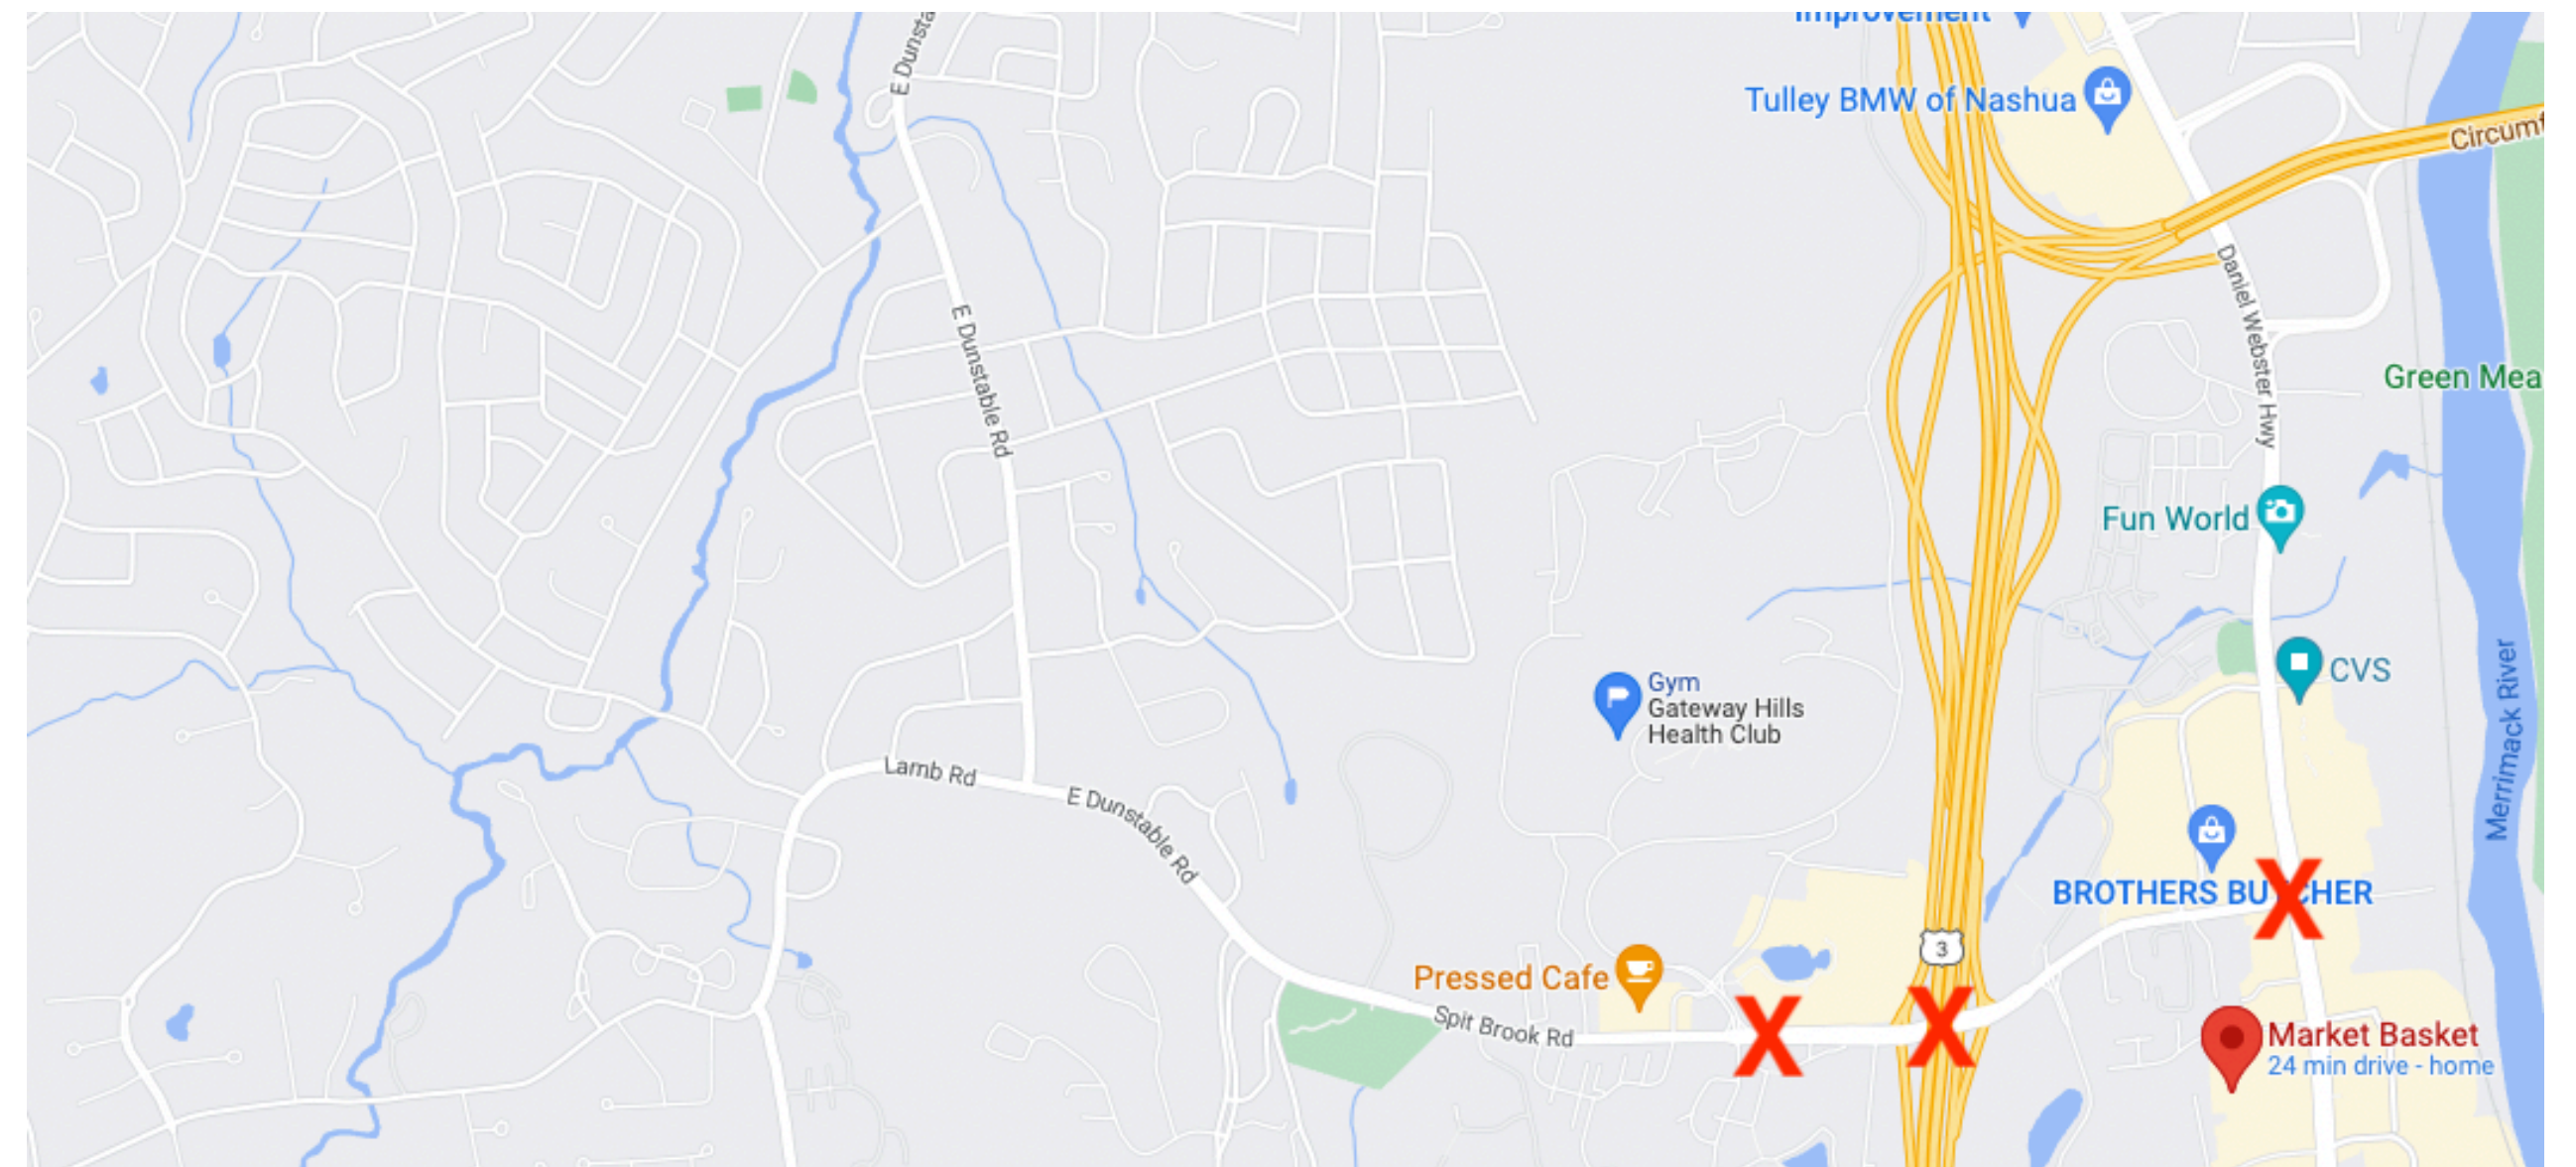 Improvement
E Dunsta
Tulley BMW of Nashua
Circumf
Daniel Webster Hwy
E Dunstable Rd
Green Mea
Fun World
CVS
Gym
Gateway Hills
Health Club
Merrimack River
Lamb Rd
E Dunstable Rd
BROTHERS BU CHER
X
3
Pressed Cafe
Spit Brook Rd
X
X
Market Basket
24 min drive - home